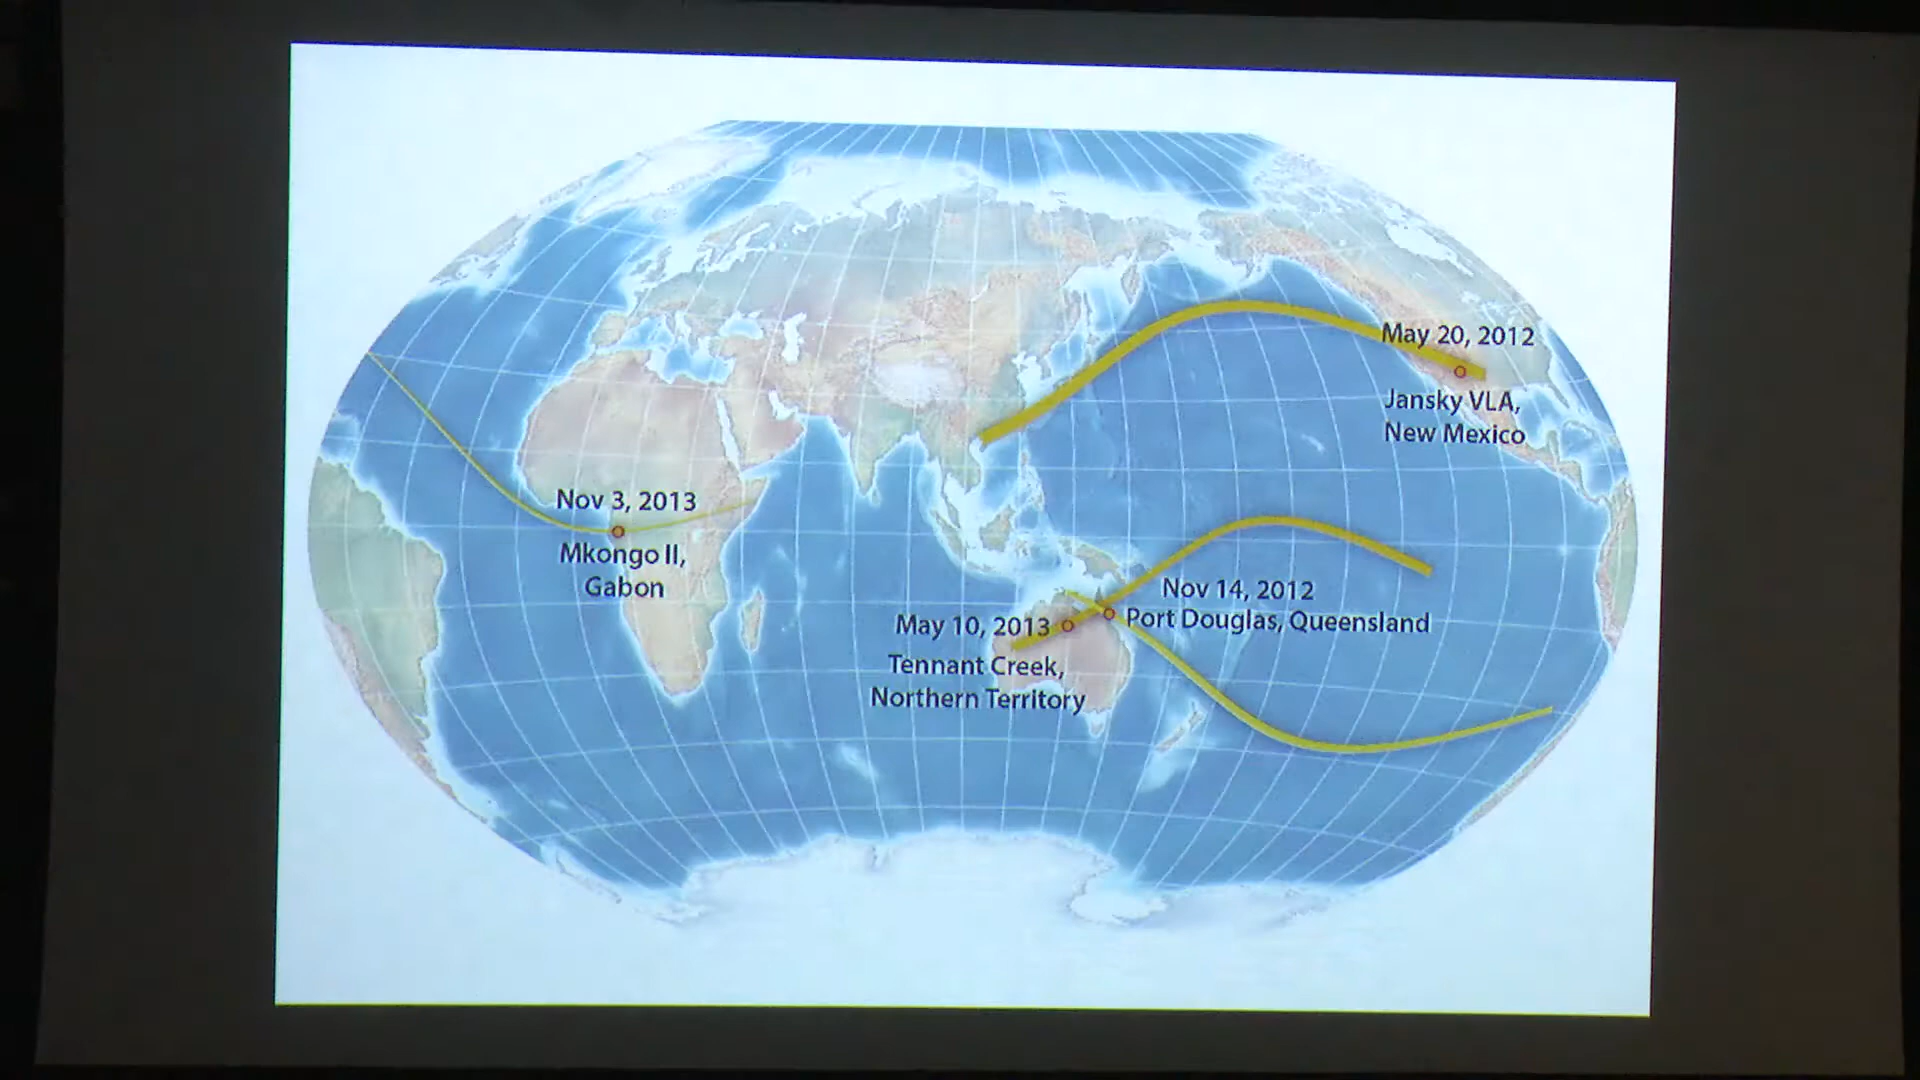 May 20, 2012
Jansky VLA,
New Mexico
Nov 3, 2013
Mkongo II,
Gabon
Nov 14, 2012
Port Douglas, Queensland
May 10, 2013
Tennant Creek,
Northern Territory